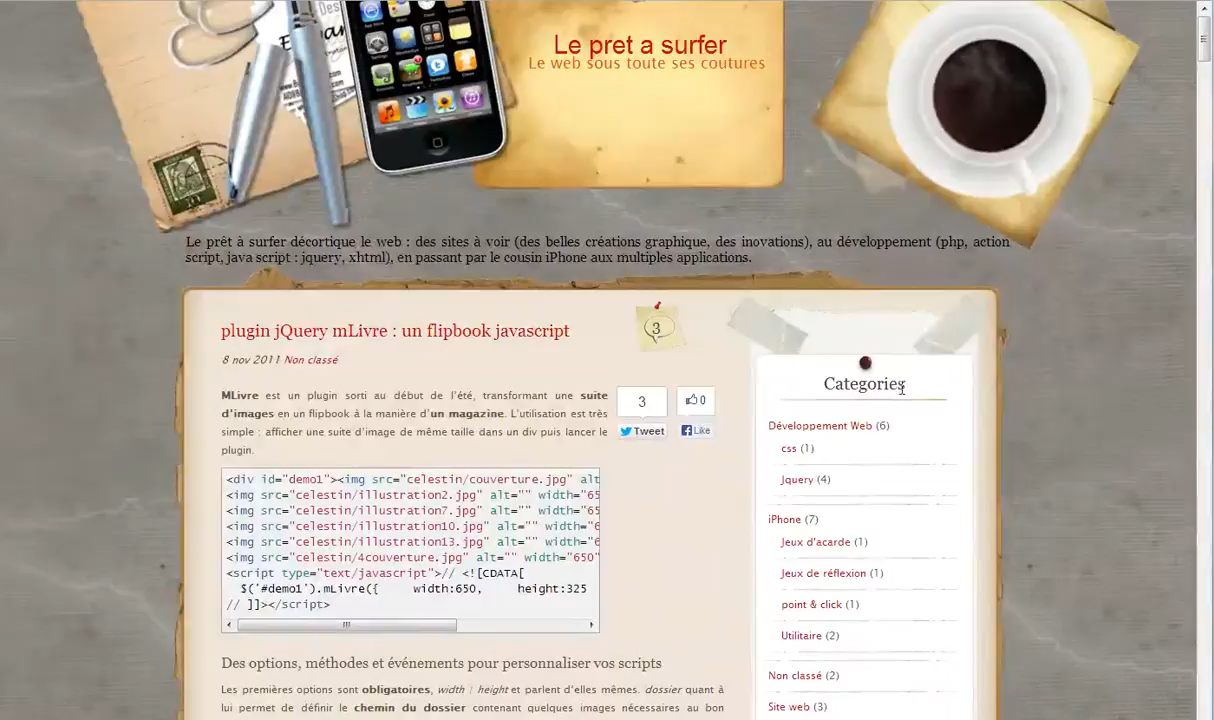 Le pret a surfer
Le web sous toute ses coutures
Le prêt à surfer décortique le web : des sites à voir (des belles créations graphique, des inovations), au développement (php, action
script, java script : jquery, xhtml), en passant par le cousin iPhone aux multiples applications.
plugin jQuery mLivre : un flipbook javascript
3
8 nov 2011 Non classé
MLivre est un plugin sorti au début de l'été, transformant une suite
d'images en un flipbook à la manière d'un magazine. L'utilisation est très
simple : afficher une suite d'image de même taille dans un div puis lancer le
plugin.
3
0
Tweet
Like
<div id="demo1"><img src="celestin/couverture.jpg" alt
<img src="celestin/illustration2.jpg" alt="" width="65
<img src="celestin/illustration7.jpg" alt="" width="65
<img src="celestin/illustration10.jpg" alt="" width="6
<img src="celestin/illustration13.jpg" alt="" width="6
<img src="celestin/4couverture.jpg" alt="" width="650"
<script type="text/javascript">// <![CDATA[
$('#demo1').mLivre({ width:650, height:325
// ]]></script>
Des options, méthodes et événements pour personnaliser vos scripts
Les premières options sont obligatoires, width / height et parlent d'elles mêmes. dossier quant à
lui permet de définir le chemin du dossier contenant quelques images nécessaires au bon
Categories
Développement Web (6)
css (1)
Jquery (4)
iPhone (7)
Jeux d'acarde (1)
Jeux de réflexion (1)
point & click (1)
Utilitaire (2)
Non classé (2)
Site web (3)